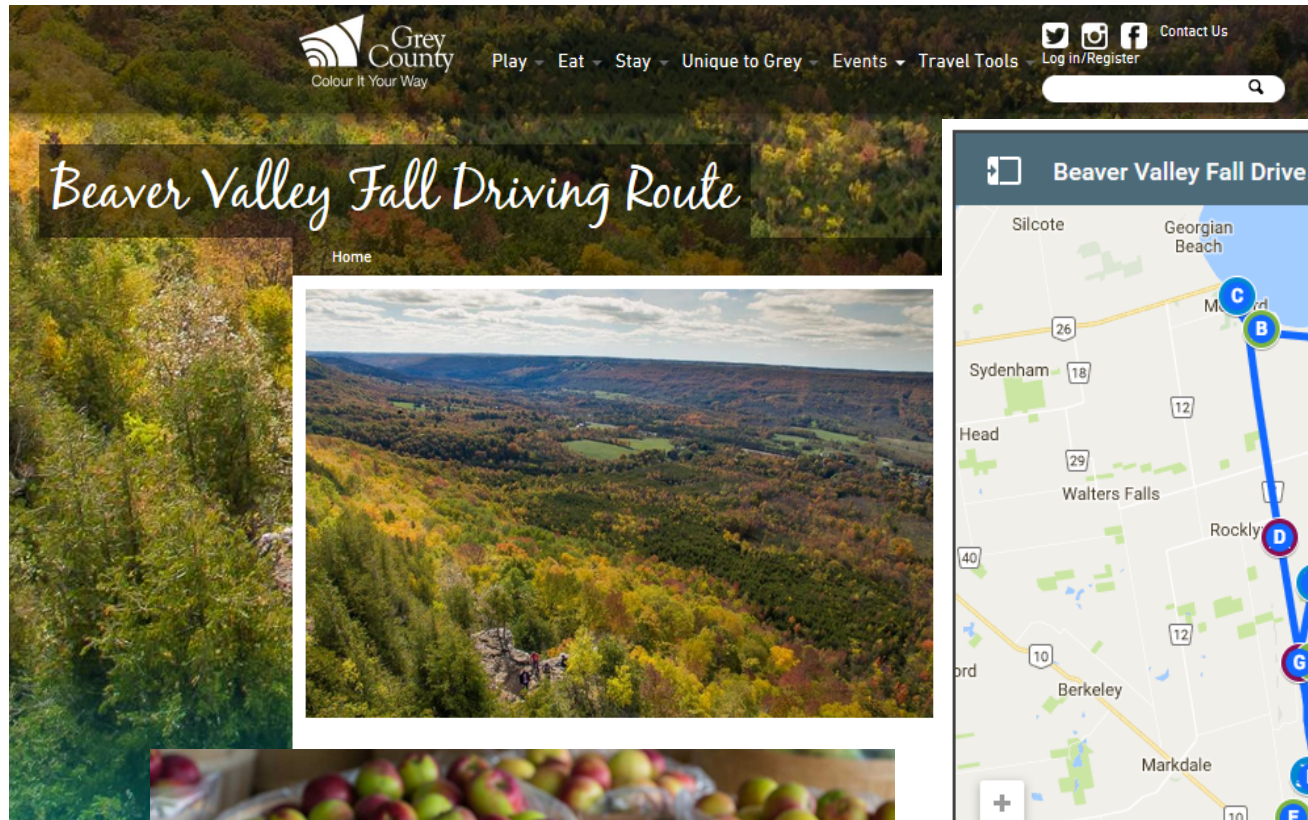 Grey
County
Colour It Your Way
Play
Eat
Stay
Unique to Grey
Events
Travel Tools
Contact Us
Log in/Register
Beaver Valley Fall Driving Route
Home
Beaver Valley Fall Drive
Silcote
Georgian
Beach
C
B
26
Sydenham
18
12
Head
29
Walters Falls
D
40
12
G
10
Berkeley
Markdale
+
10